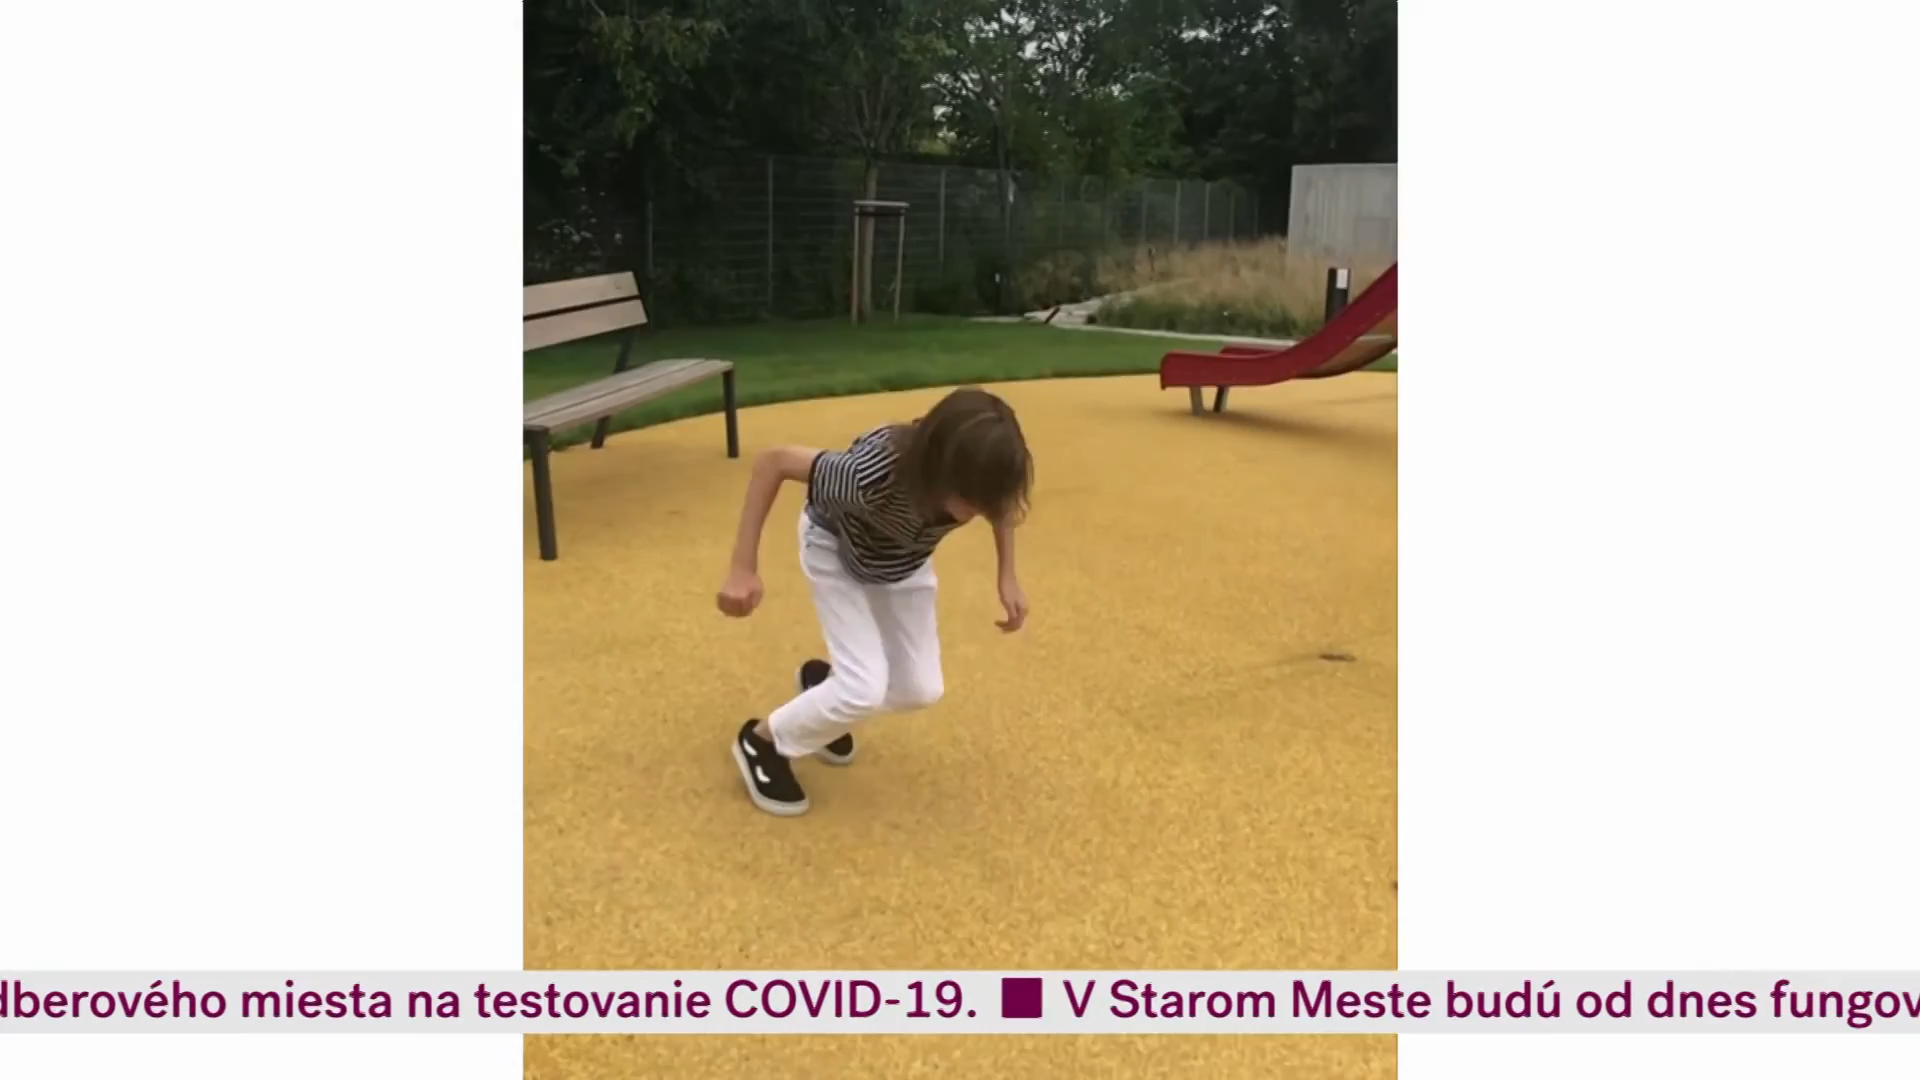 dberového miesta na testovanie COVID-19. ■ V Starom Meste budú od dnes fungov